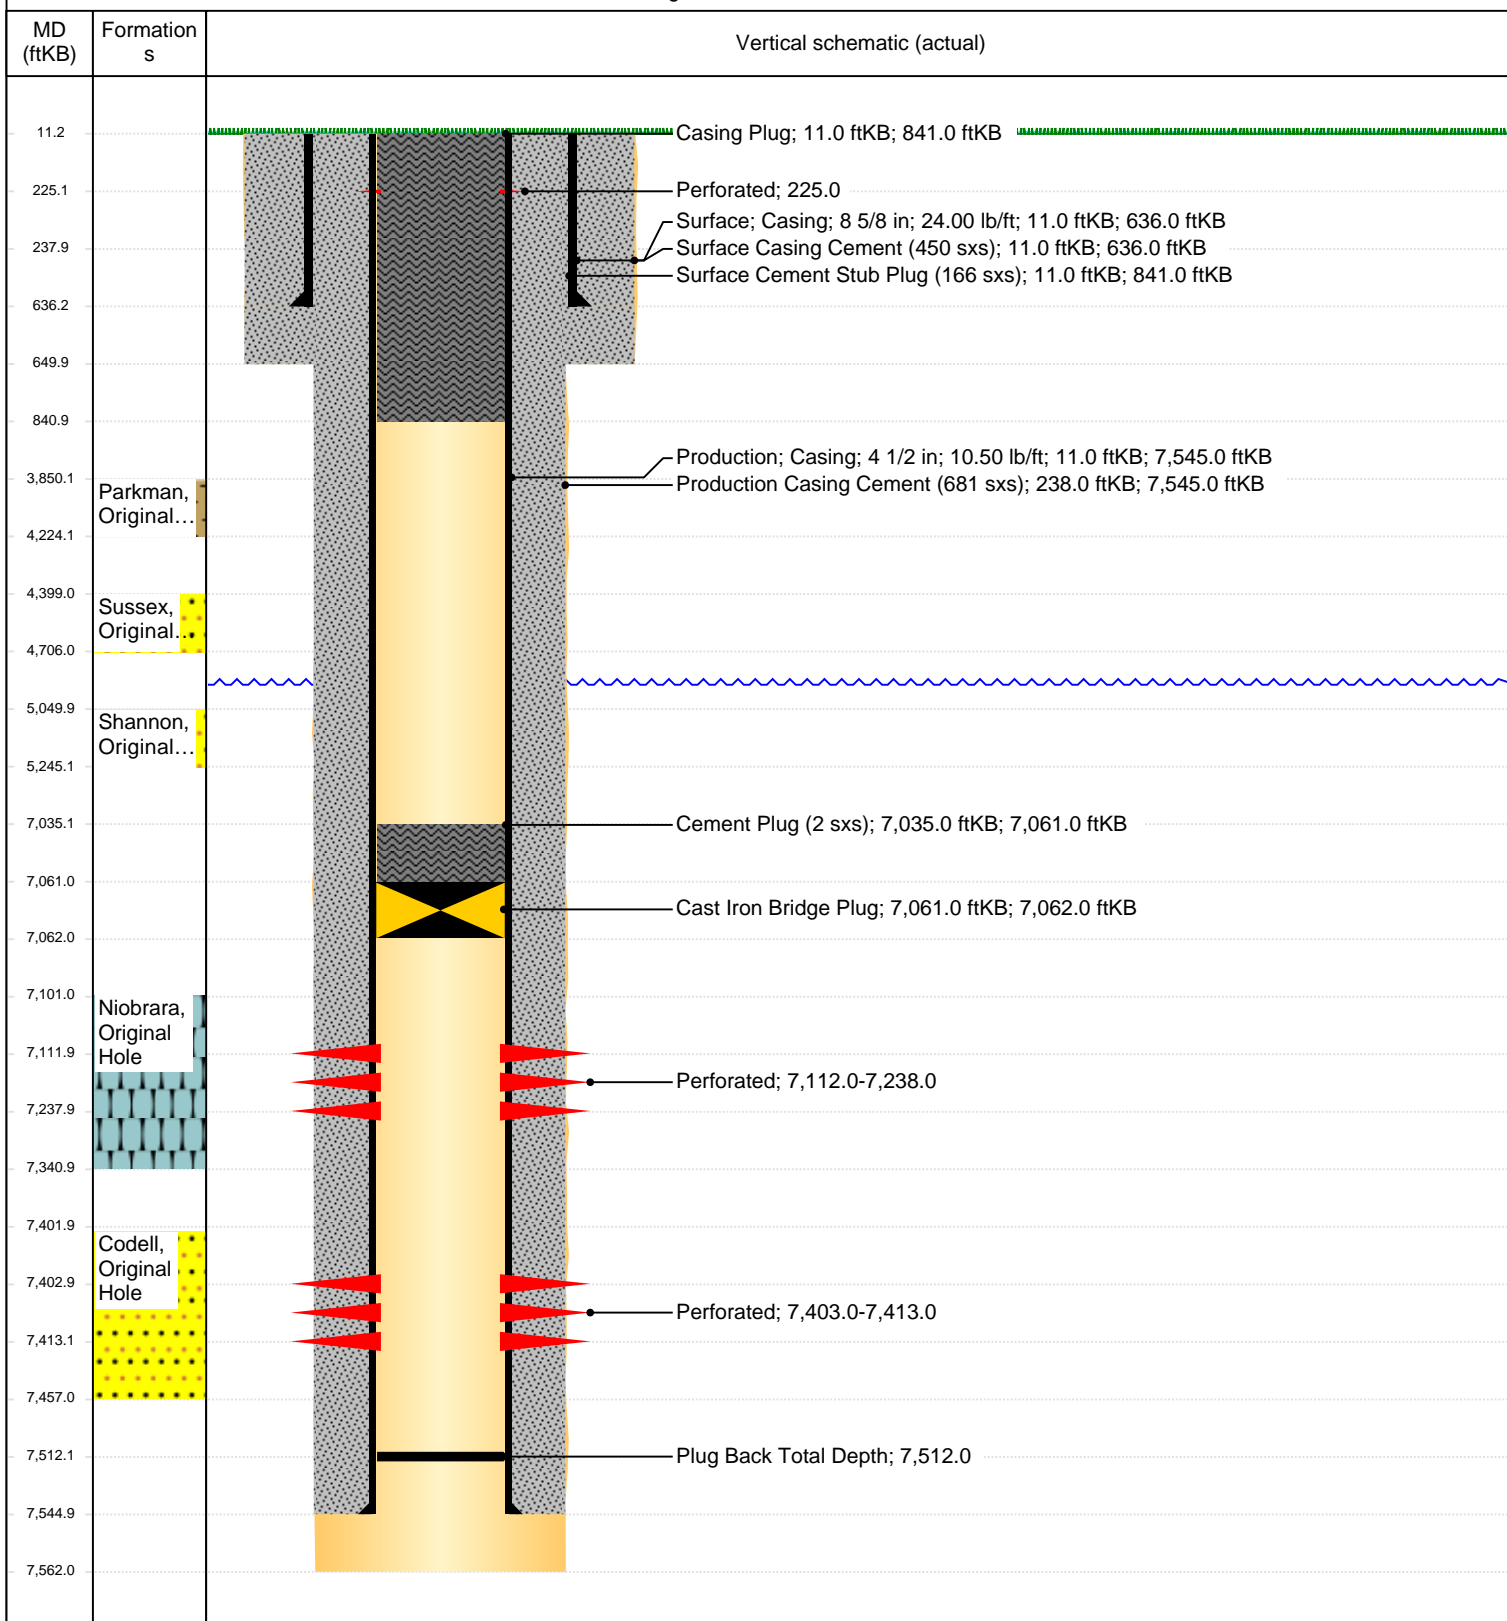 MD
(ftKB)
Formation
s
Vertical schematic (actual)
11.2
Casing Plug; 11.0 ftKB; 841.0 ftKB
225.1
Perforated; 225.0
Surface; Casing; 8 5/8 in; 24.00 lb/ft; 11.0 ftKB; 636.0 ftKB
237.9
Surface Casing Cement (450 sxs); 11.0 ftKB; 636.0 ftKB
Surface Cement Stub Plug (166 sxs); 11.0 ftKB; 841.0 ftKB
636.2
649.9
840.9
Production; Casing; 4 1/2 in; 10.50 lb/ft; 11.0 ftKB; 7,545.0 ftKB
3,850.1
Production Casing Cement (681 sxs); 238.0 ftKB; 7,545.0 ftKB
Parkman,
Original...
4,224.1
4,399.0
Sussex,
Original...
4,706.0
5,049.9
Shannon,
Original...
5,245.1
7,035.1
Cement Plug (2 sxs); 7,035.0 ftKB; 7,061.0 ftKB
7,061.0
Cast Iron Bridge Plug; 7,061.0 ftKB; 7,062.0 ftKB
7,062.0
7,101.0
Niobrara,
Original
Hole
7,111.9
Perforated; 7,112.0-7,238.0
7,237.9
7,340.9
7,401.9
Codell,
Original
Hole
7,402.9
Perforated; 7,403.0-7,413.0
7,413.1
7,457.0
7,512.1
Plug Back Total Depth; 7,512.0
7,544.9
7,562.0